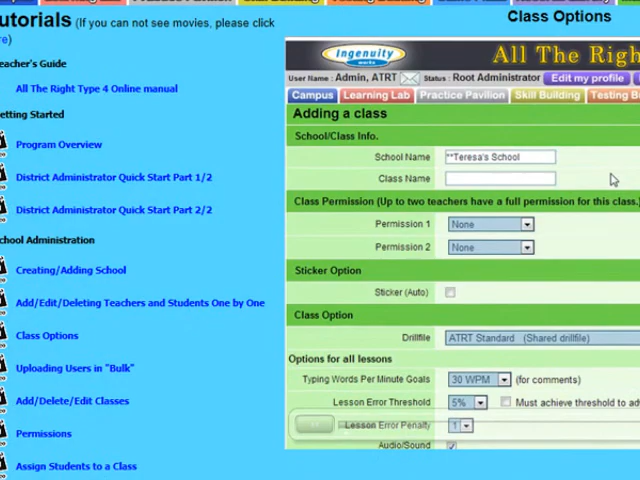 utorials (If you can not see movies, please click
re)
eacher's Guide
All The Right Type 4 Online manual
etting Started
Program Overview
District Administrator Quick Start Part 1/2
District Administrator Quick Start Part 2/2
chool Administration
Creating/Adding School
Add/Edit/Deleting Teachers and Students One by One
Class Options
Uploading Users in "Bulk"
Add/Delete/Edit Classes
Permissions
Assign Students to a Class
Class Options
Ingenuity
works
All The Righ
User Name : Admin, ATRT Status : Root Administrator Edit my profile
Campus Learning Lab Practice Pavilion Skill Building Testing Bu
Adding a class
School/Class Info.
School Name **Teresa's School
Class Name
Class Permission (Up to two teachers have a full permission for this class.)
Permission 1 None
Permission 2 None
Sticker Option
Sticker (Auto)
Class Option
Drillfile ATRT Standard (Shared drillfile)
Options for all lessons
Typing Words Per Minute Goals 30 WPM (for comments)
Lesson Error Threshold 5% Must achieve threshold to ad
Lesson Error Penalty 1
Audio/Sound